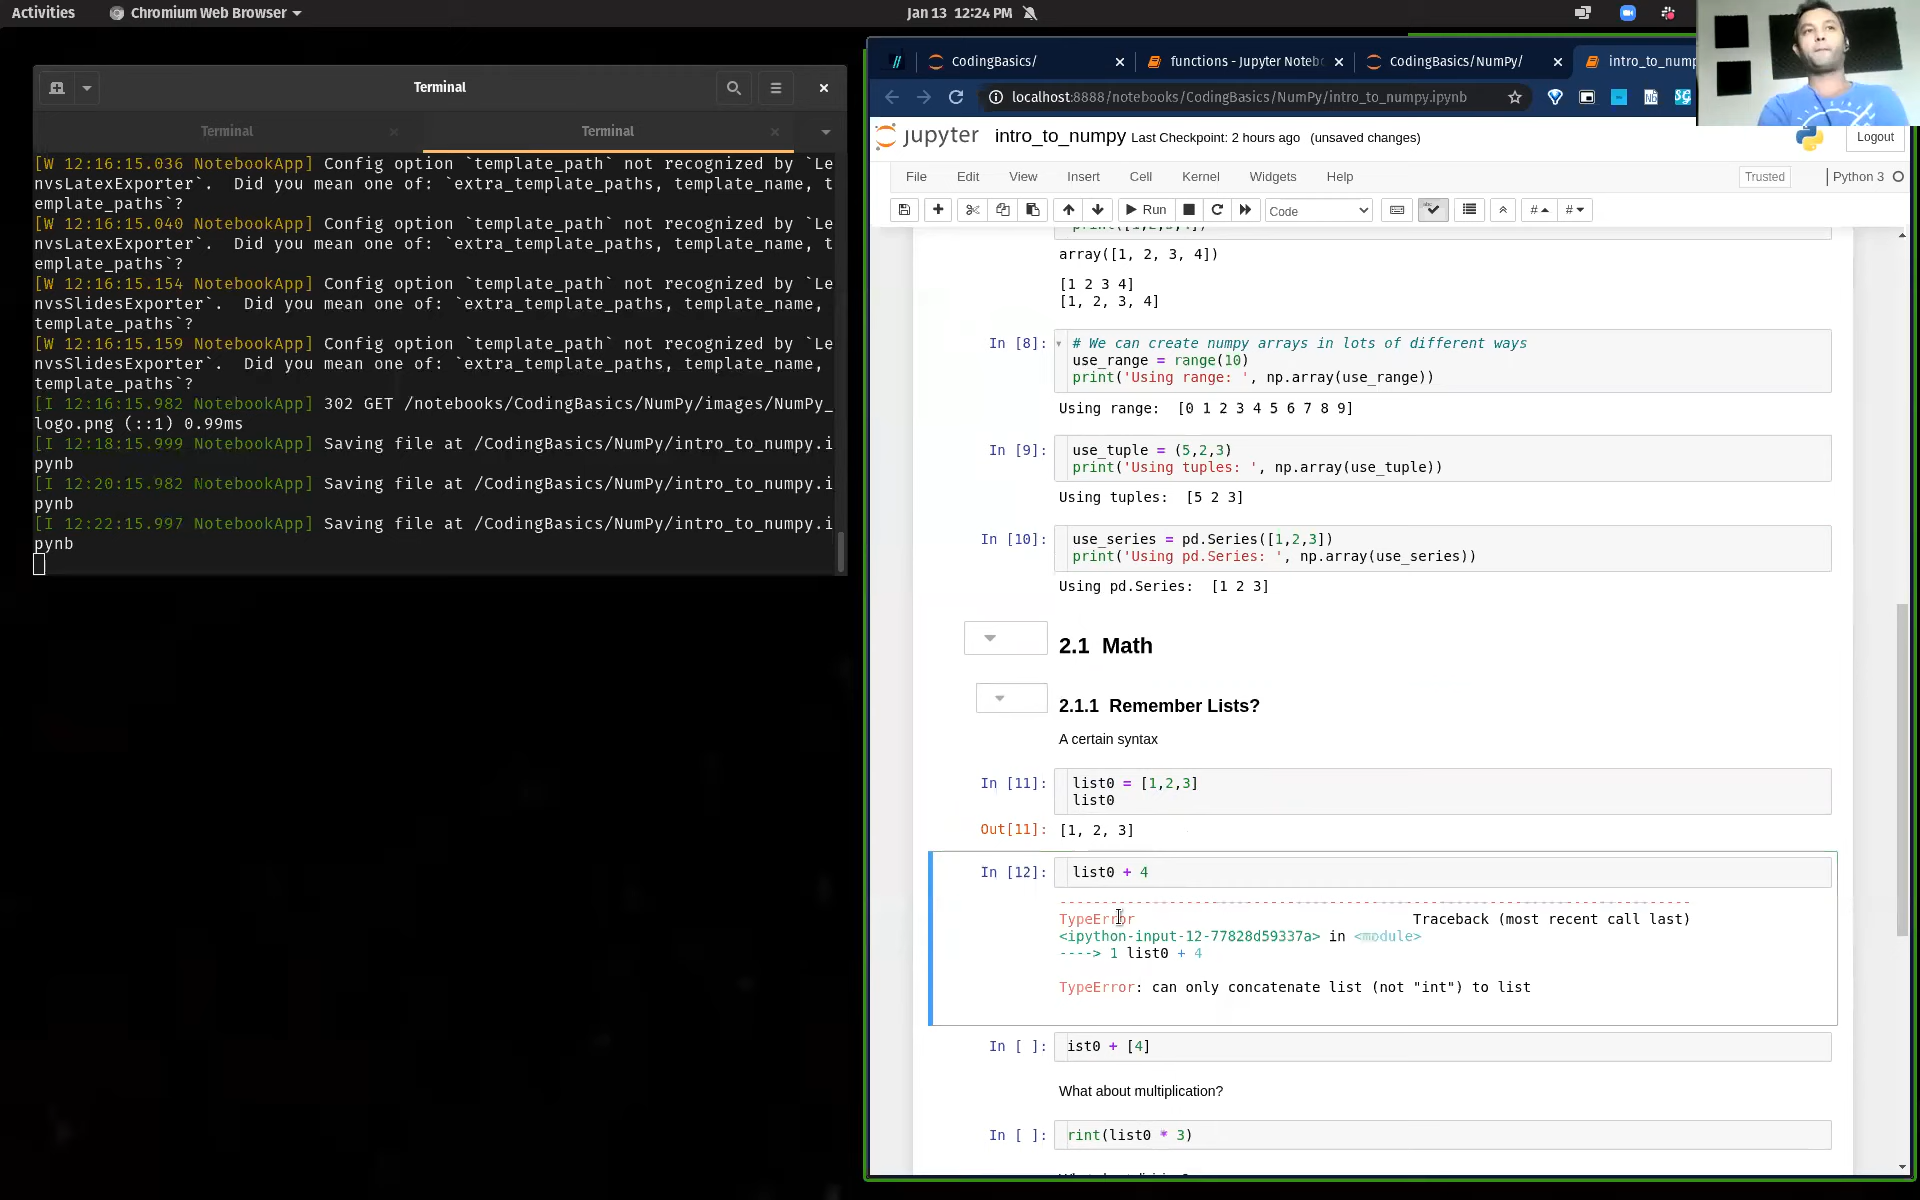 Activities
Chromium Web Browser
Jan 13 12:24 PM
Terminal
Terminal
Terminal
[W 12:16:15.036 NotebookApp] Config option `template_path` not recognized by `Le
nvsLatexExporter`.  Did you mean one of: `extra_template_paths, template_name, t
emplate_paths`?
[W 12:16:15.040 NotebookApp] Config option `template_path` not recognized by `Le
nvsLatexExporter`.  Did you mean one of: `extra_template_paths, template_name, t
emplate_paths`?
[W 12:16:15.154 NotebookApp] Config option `template_path` not recognized by `Le
nvsSlidesExporter`.  Did you mean one of: `extra_template_paths, template_name,
template_paths`?
[W 12:16:15.159 NotebookApp] Config option `template_path` not recognized by `Le
nvsSlidesExporter`.  Did you mean one of: `extra_template_paths, template_name,
template_paths`?
[I 12:16:15.982 NotebookApp] 302 GET /notebooks/CodingBasics/NumPy/images/NumPy_
logo.png (::1) 0.99ms
[I 12:18:15.999 NotebookApp] Saving file at /CodingBasics/NumPy/intro_to_numpy.i
pynb
[I 12:20:15.982 NotebookApp] Saving file at /CodingBasics/NumPy/intro_to_numpy.i
pynb
[I 12:22:15.997 NotebookApp] Saving file at /CodingBasics/NumPy/intro_to_numpy.i
pynb
CodingBasics/
functions - Jupyter Noteb
CodingBasics/NumPy/
intro_to_nump
localhost:8888/notebooks/CodingBasics/NumPy/intro_to_numpy.ipynb
jupyter intro_to_numpy Last Checkpoint: 2 hours ago (unsaved changes)
Logout
File Edit View Insert Cell Kernel Widgets Help
Trusted
Python 3
Run
Code
array([1, 2, 3, 4])
[1 2 3 4]
[1, 2, 3, 4]
In [8]: # We can create numpy arrays in lots of different ways
use_range = range(10)
print('Using range: ', np.array(use_range))
Using range:  [0 1 2 3 4 5 6 7 8 9]
In [9]: use_tuple = (5,2,3)
print('Using tuples: ', np.array(use_tuple))
Using tuples:  [5 2 3]
In [10]: use_series = pd.Series([1,2,3])
print('Using pd.Series: ', np.array(use_series))
Using pd.Series:  [1 2 3]
2.1 Math
2.1.1 Remember Lists?
A certain syntax
In [11]: list0 = [1,2,3]
list0
Out[11]: [1, 2, 3]
In [12]: list0 + 4
TypeError Traceback (most recent call last)
<ipython-input-12-77828d59337a> in <module>
----> 1 list0 + 4
TypeError: can only concatenate list (not "int") to list
In [ ]: ist0 + [4]
What about multiplication?
In [ ]: rint(list0 * 3)